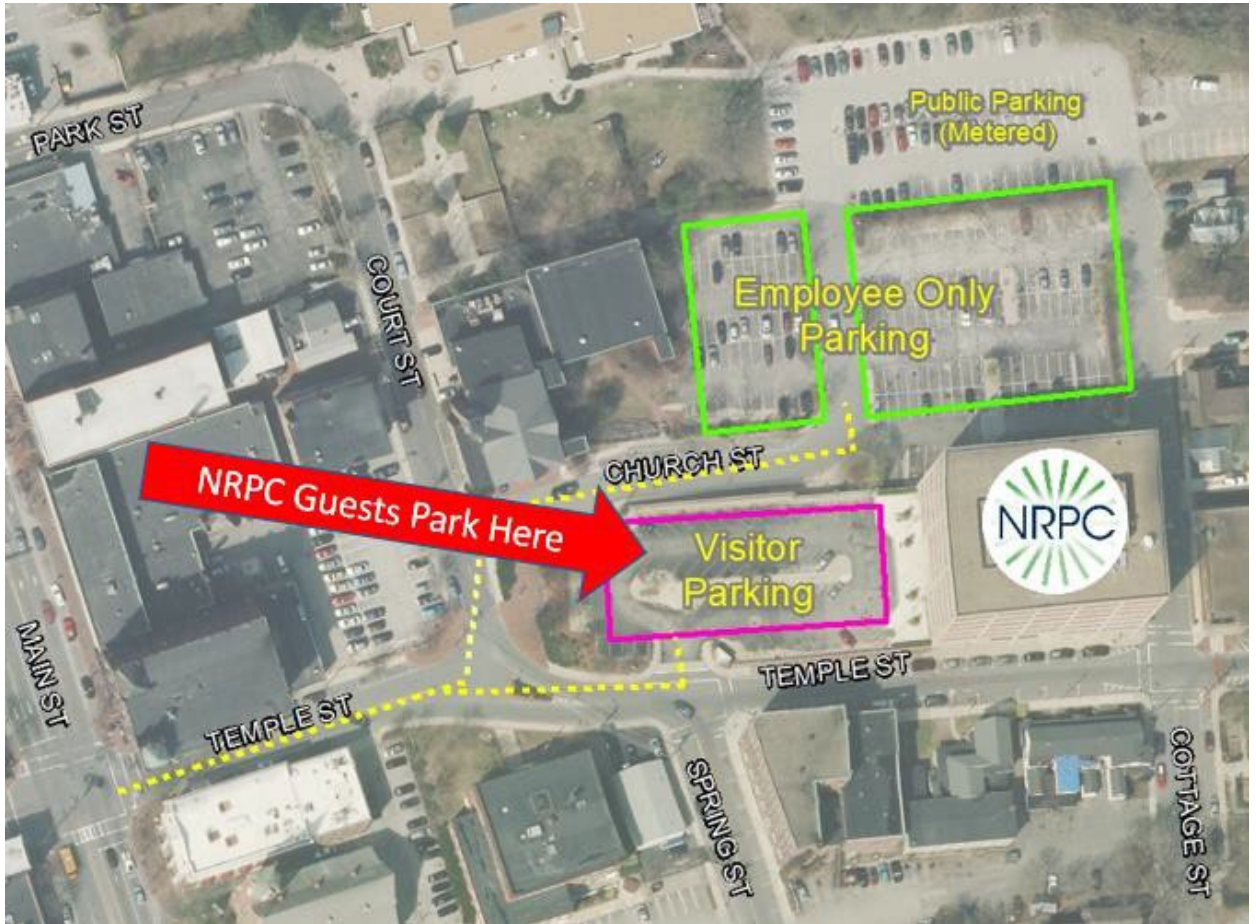 PARK ST
Public Parking
(Metered)
COURT ST
Employee Only
Parking
CHURCH ST
NRPC Guests Park Here
Visitor
Parking
NRPC
MAIN ST
TEMPLE ST
TEMPLE ST
SPRING ST
COTTAGE ST